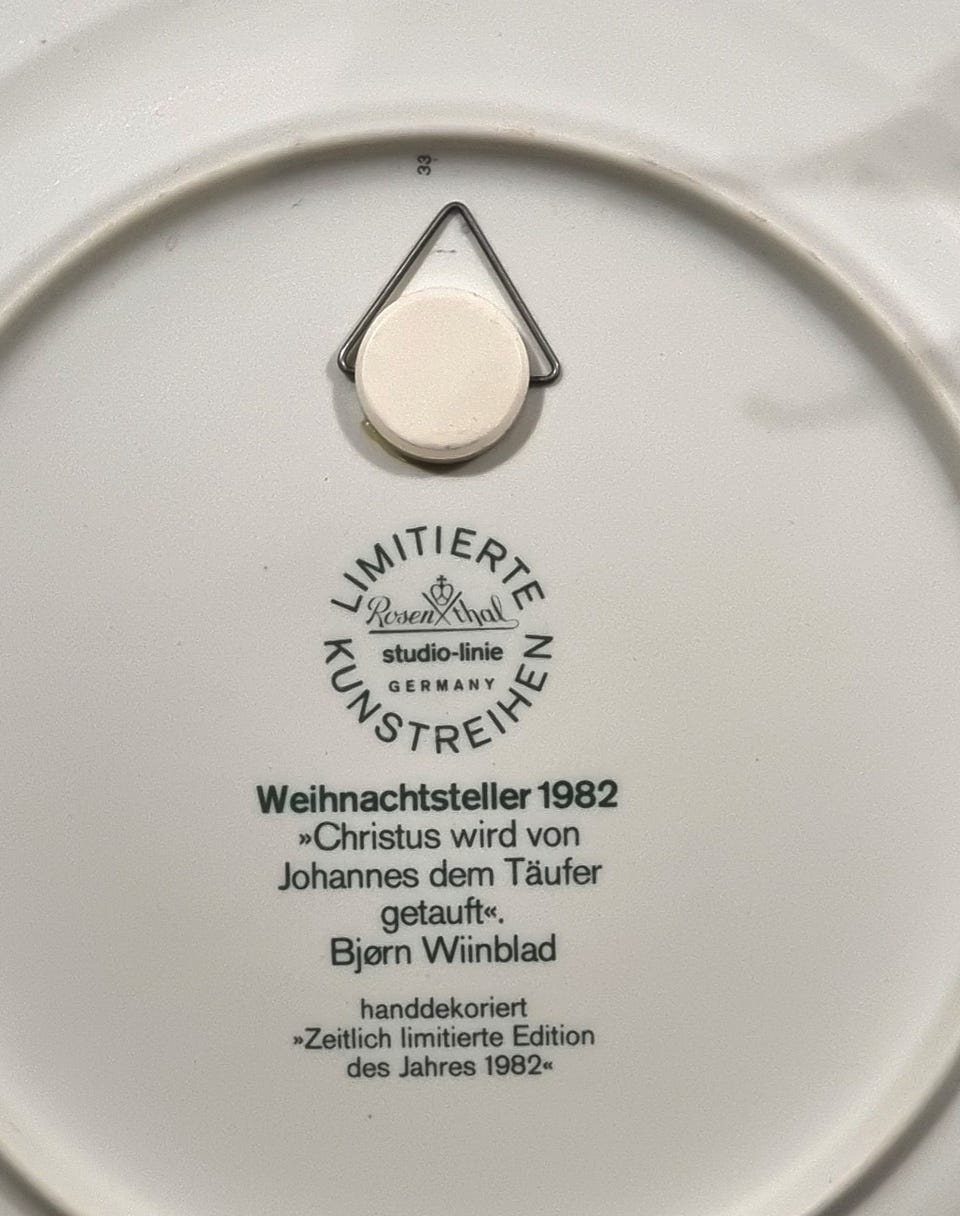 33
LIMITIERTE
Rosenthal
studio-linie
GERMANY
KUNSTREIHEN
Weihnachtsteller 1982
»Christus wird von
Johannes dem Täufer
getauft«.
Bjørn Wiinblad
handdekoriert
»Zeitlich limitierte Edition
des Jahres 1982«